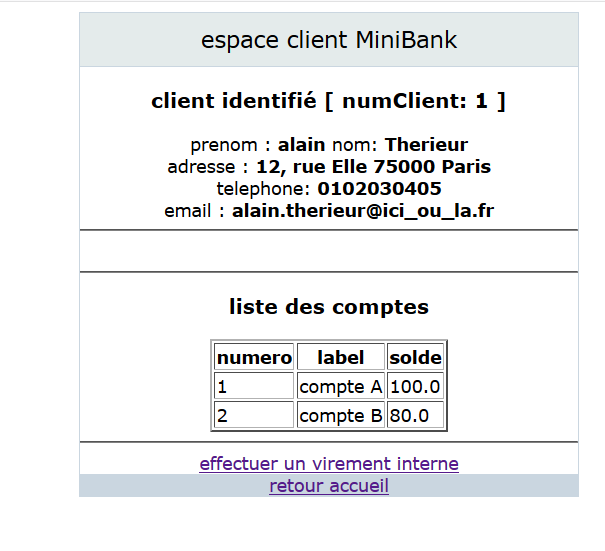 espace client MiniBank
client identifié [ numClient: 1 ]
prenom : alain nom: Therieur
adresse : 12, rue Elle 75000 Paris
telephone: 0102030405
email : alain.therieur@ici_ou_la.fr
liste des comptes
numero label solde
1 compte A 100.0
2 compte B 80.0
effectuer un virement interne
retour accueil